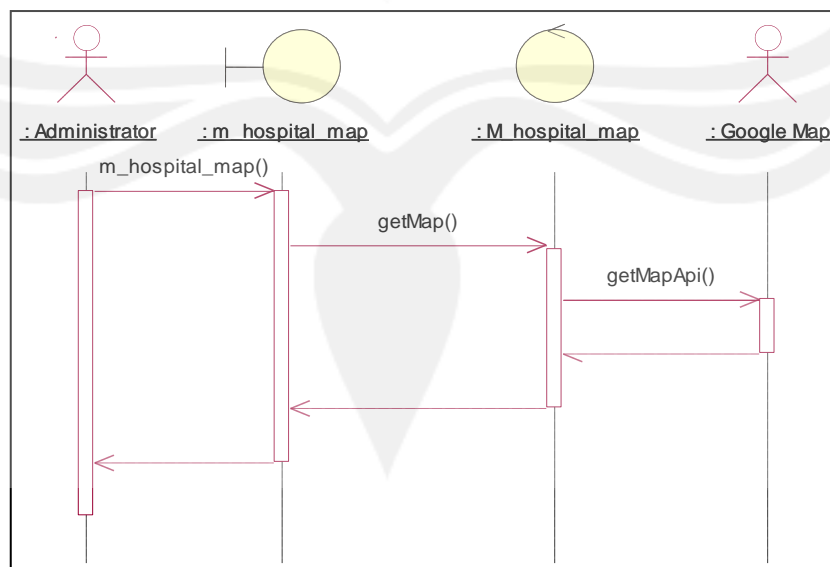 : Administrator
: m_hospital_map
: M_hospital_map
: Google Map
m_hospital_map()
getMap()
getMapApi()